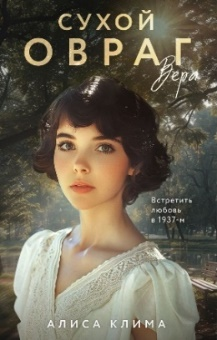 СУХОЙ
ОВРАГ
Вера
Встретить
любовь
в 1937-м
АЛИСА КЛИМА